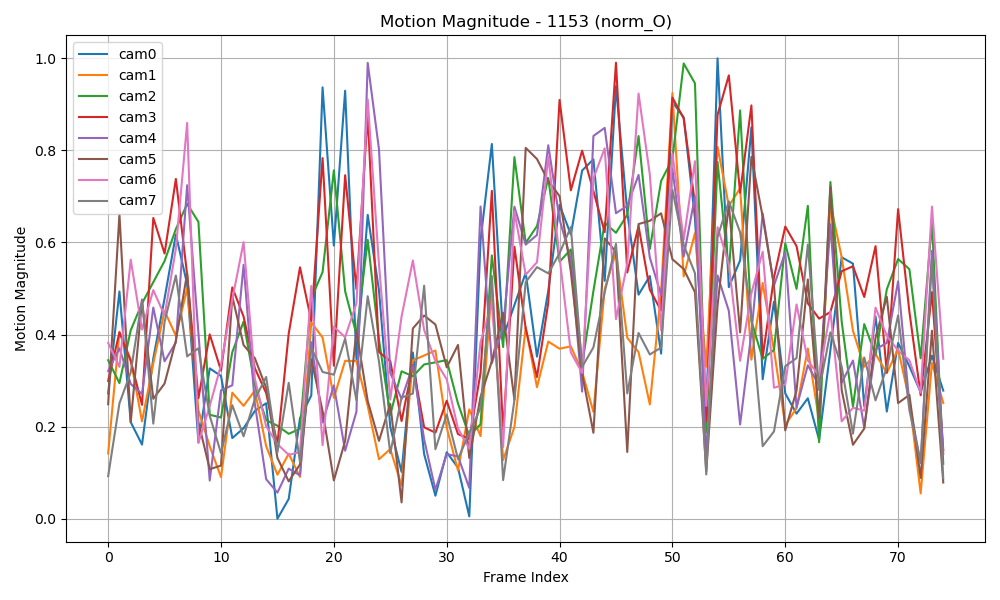 Motion Magnitude - 1153 (norm_O)
cam0
cam1
cam2
cam3
cam4
cam5
cam6
cam7
Motion Magnitude
1.0
0.8
0.6
0.4
0.2
0.0
0 10 20 30 40 50 60 70
Frame Index